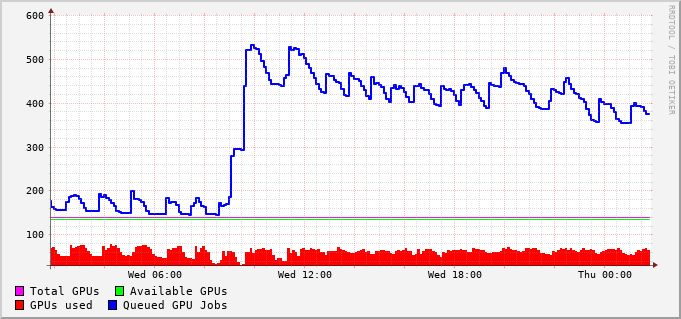 600
500
400
300
200
100
Wed 06:00 Wed 12:00 Wed 18:00 Thu 00:00
Total GPUs Available GPUs
GPUs used Queued GPU Jobs
RRDTOOL / TOBI OETIKER